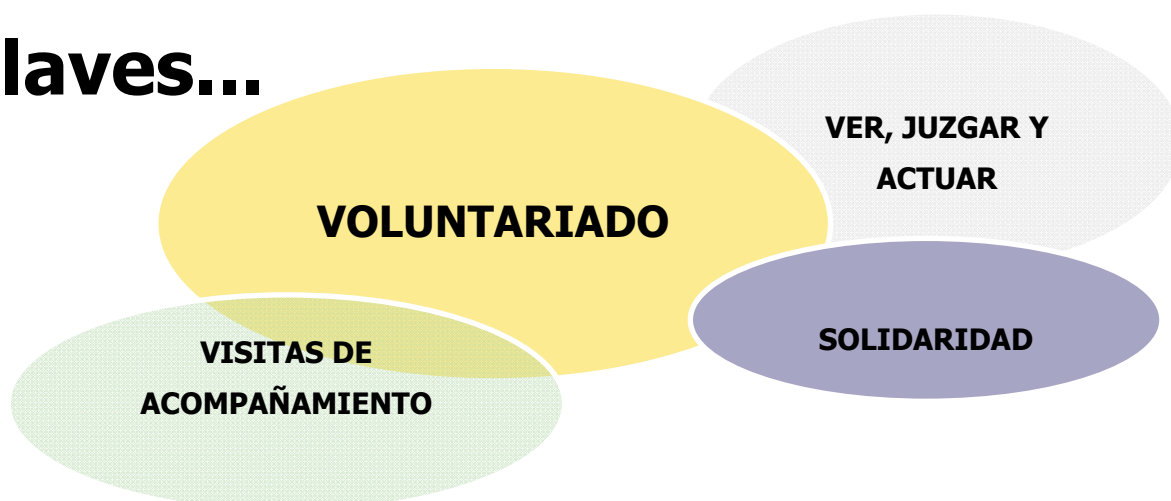 laves...
VER, JUZGAR Y
ACTUAR
VOLUNTARIADO
SOLIDARIDAD
VISITAS DE
ACOMPAÑAMIENTO